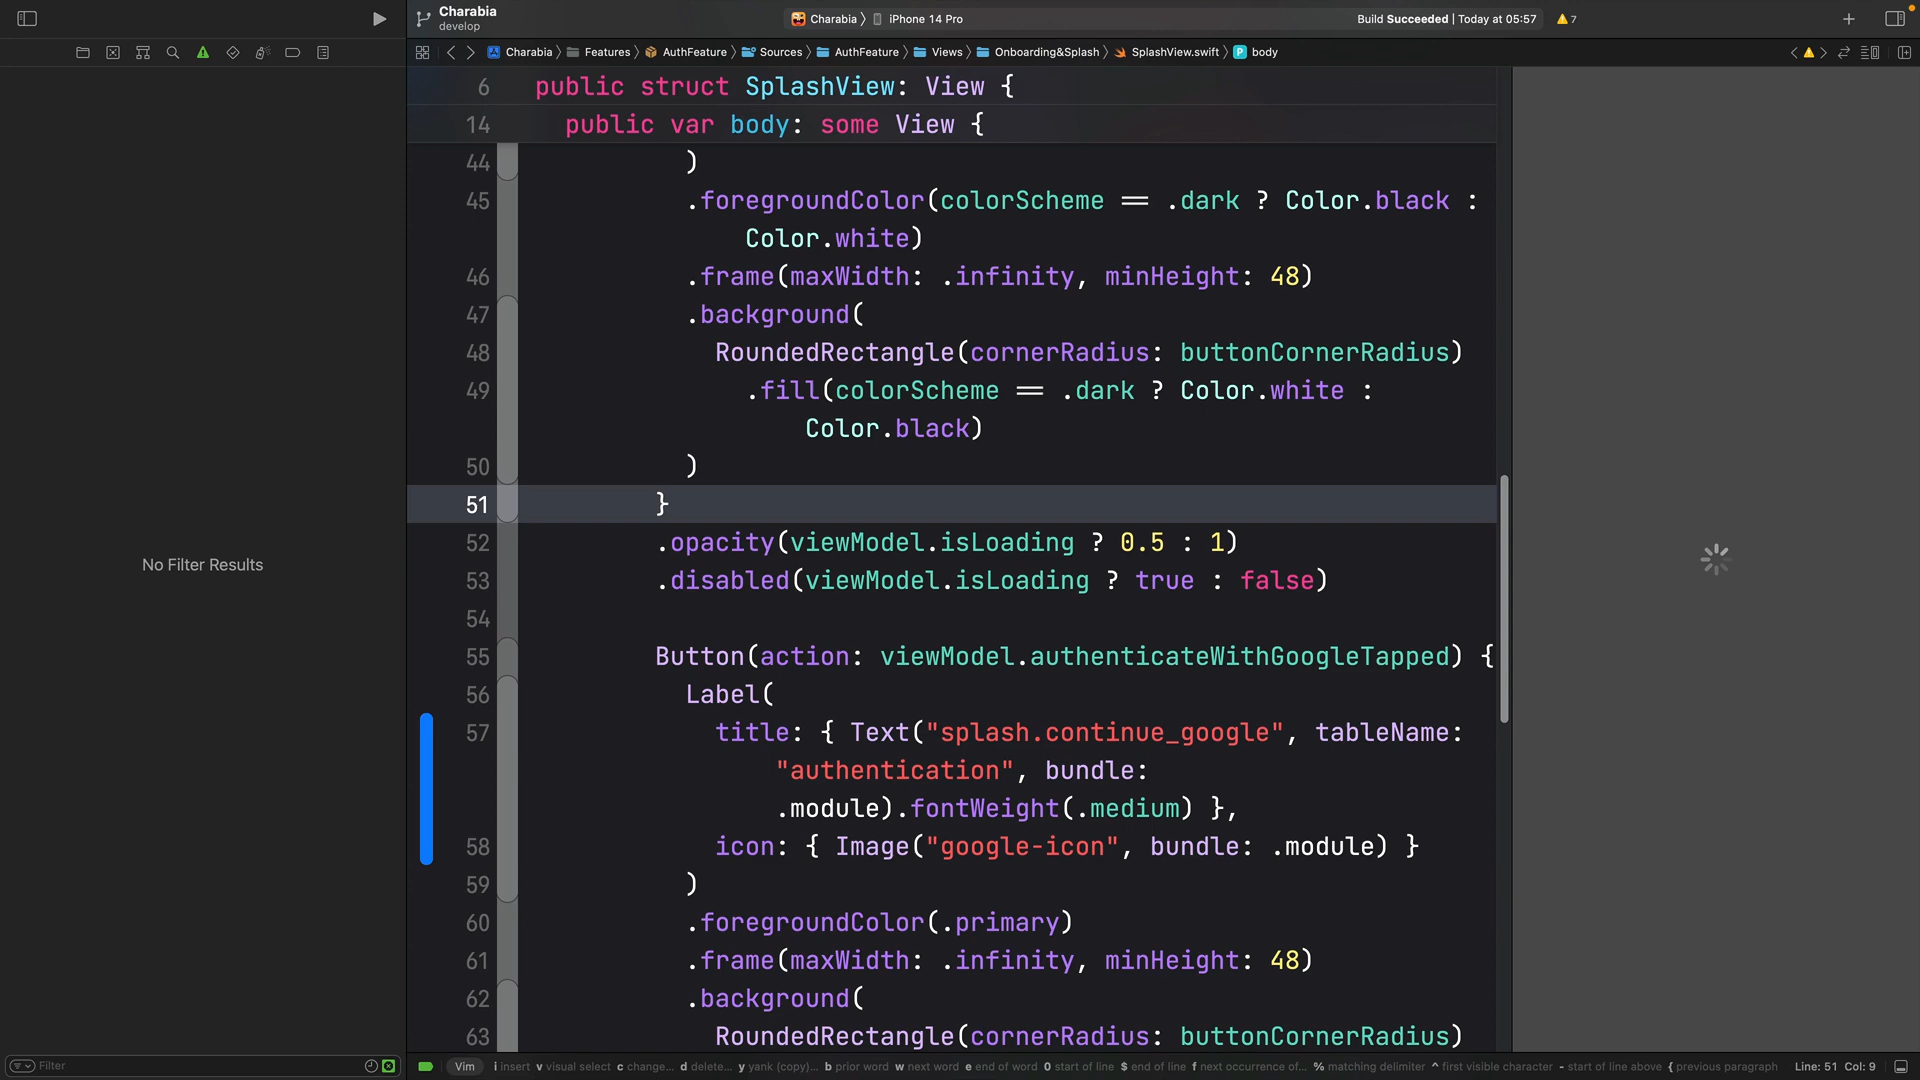 Charabia
develop
Charabia 〉 iPhone 14 Pro
Build Succeeded | Today at 05:57
7
Charabia 〉 Features 〉 AuthFeature 〉 Sources 〉 AuthFeature 〉 Views 〉 Onboarding&Splash 〉 SplashView.swift 〉 P body
6 public struct SplashView: View {
14 public var body: some View {
44 )
45 .foregroundColor(colorScheme == .dark ? Color.black :
Color.white)
46 .frame(maxWidth: .infinity, minHeight: 48)
47 .background(
48 RoundedRectangle(cornerRadius: buttonCornerRadius)
49 .fill(colorScheme == .dark ? Color.white :
Color.black)
50 )
51 }
52 .opacity(viewModel.isLoading ? 0.5 : 1)
53 .disabled(viewModel.isLoading ? true : false)
54
55 Button(action: viewModel.authenticateWithGoogleTapped) {
56 Label(
57 title: { Text("splash.continue_google", tableName:
"authentication", bundle:
.module).fontWeight(.medium) },
58 icon: { Image("google-icon", bundle: .module) }
59 )
60 .foregroundColor(.primary)
61 .frame(maxWidth: .infinity, minHeight: 48)
62 .background(
63 RoundedRectangle(cornerRadius: buttonCornerRadius)
No Filter Results
Filter
Vim i insert v visual select c change... d delete... y yank (copy)... b prior word w next word e end of word 0 start of line $ end of line f next occurrence of... % matching delimiter ^ first visible character - start of line above { previous paragraph Line: 51 Col: 9